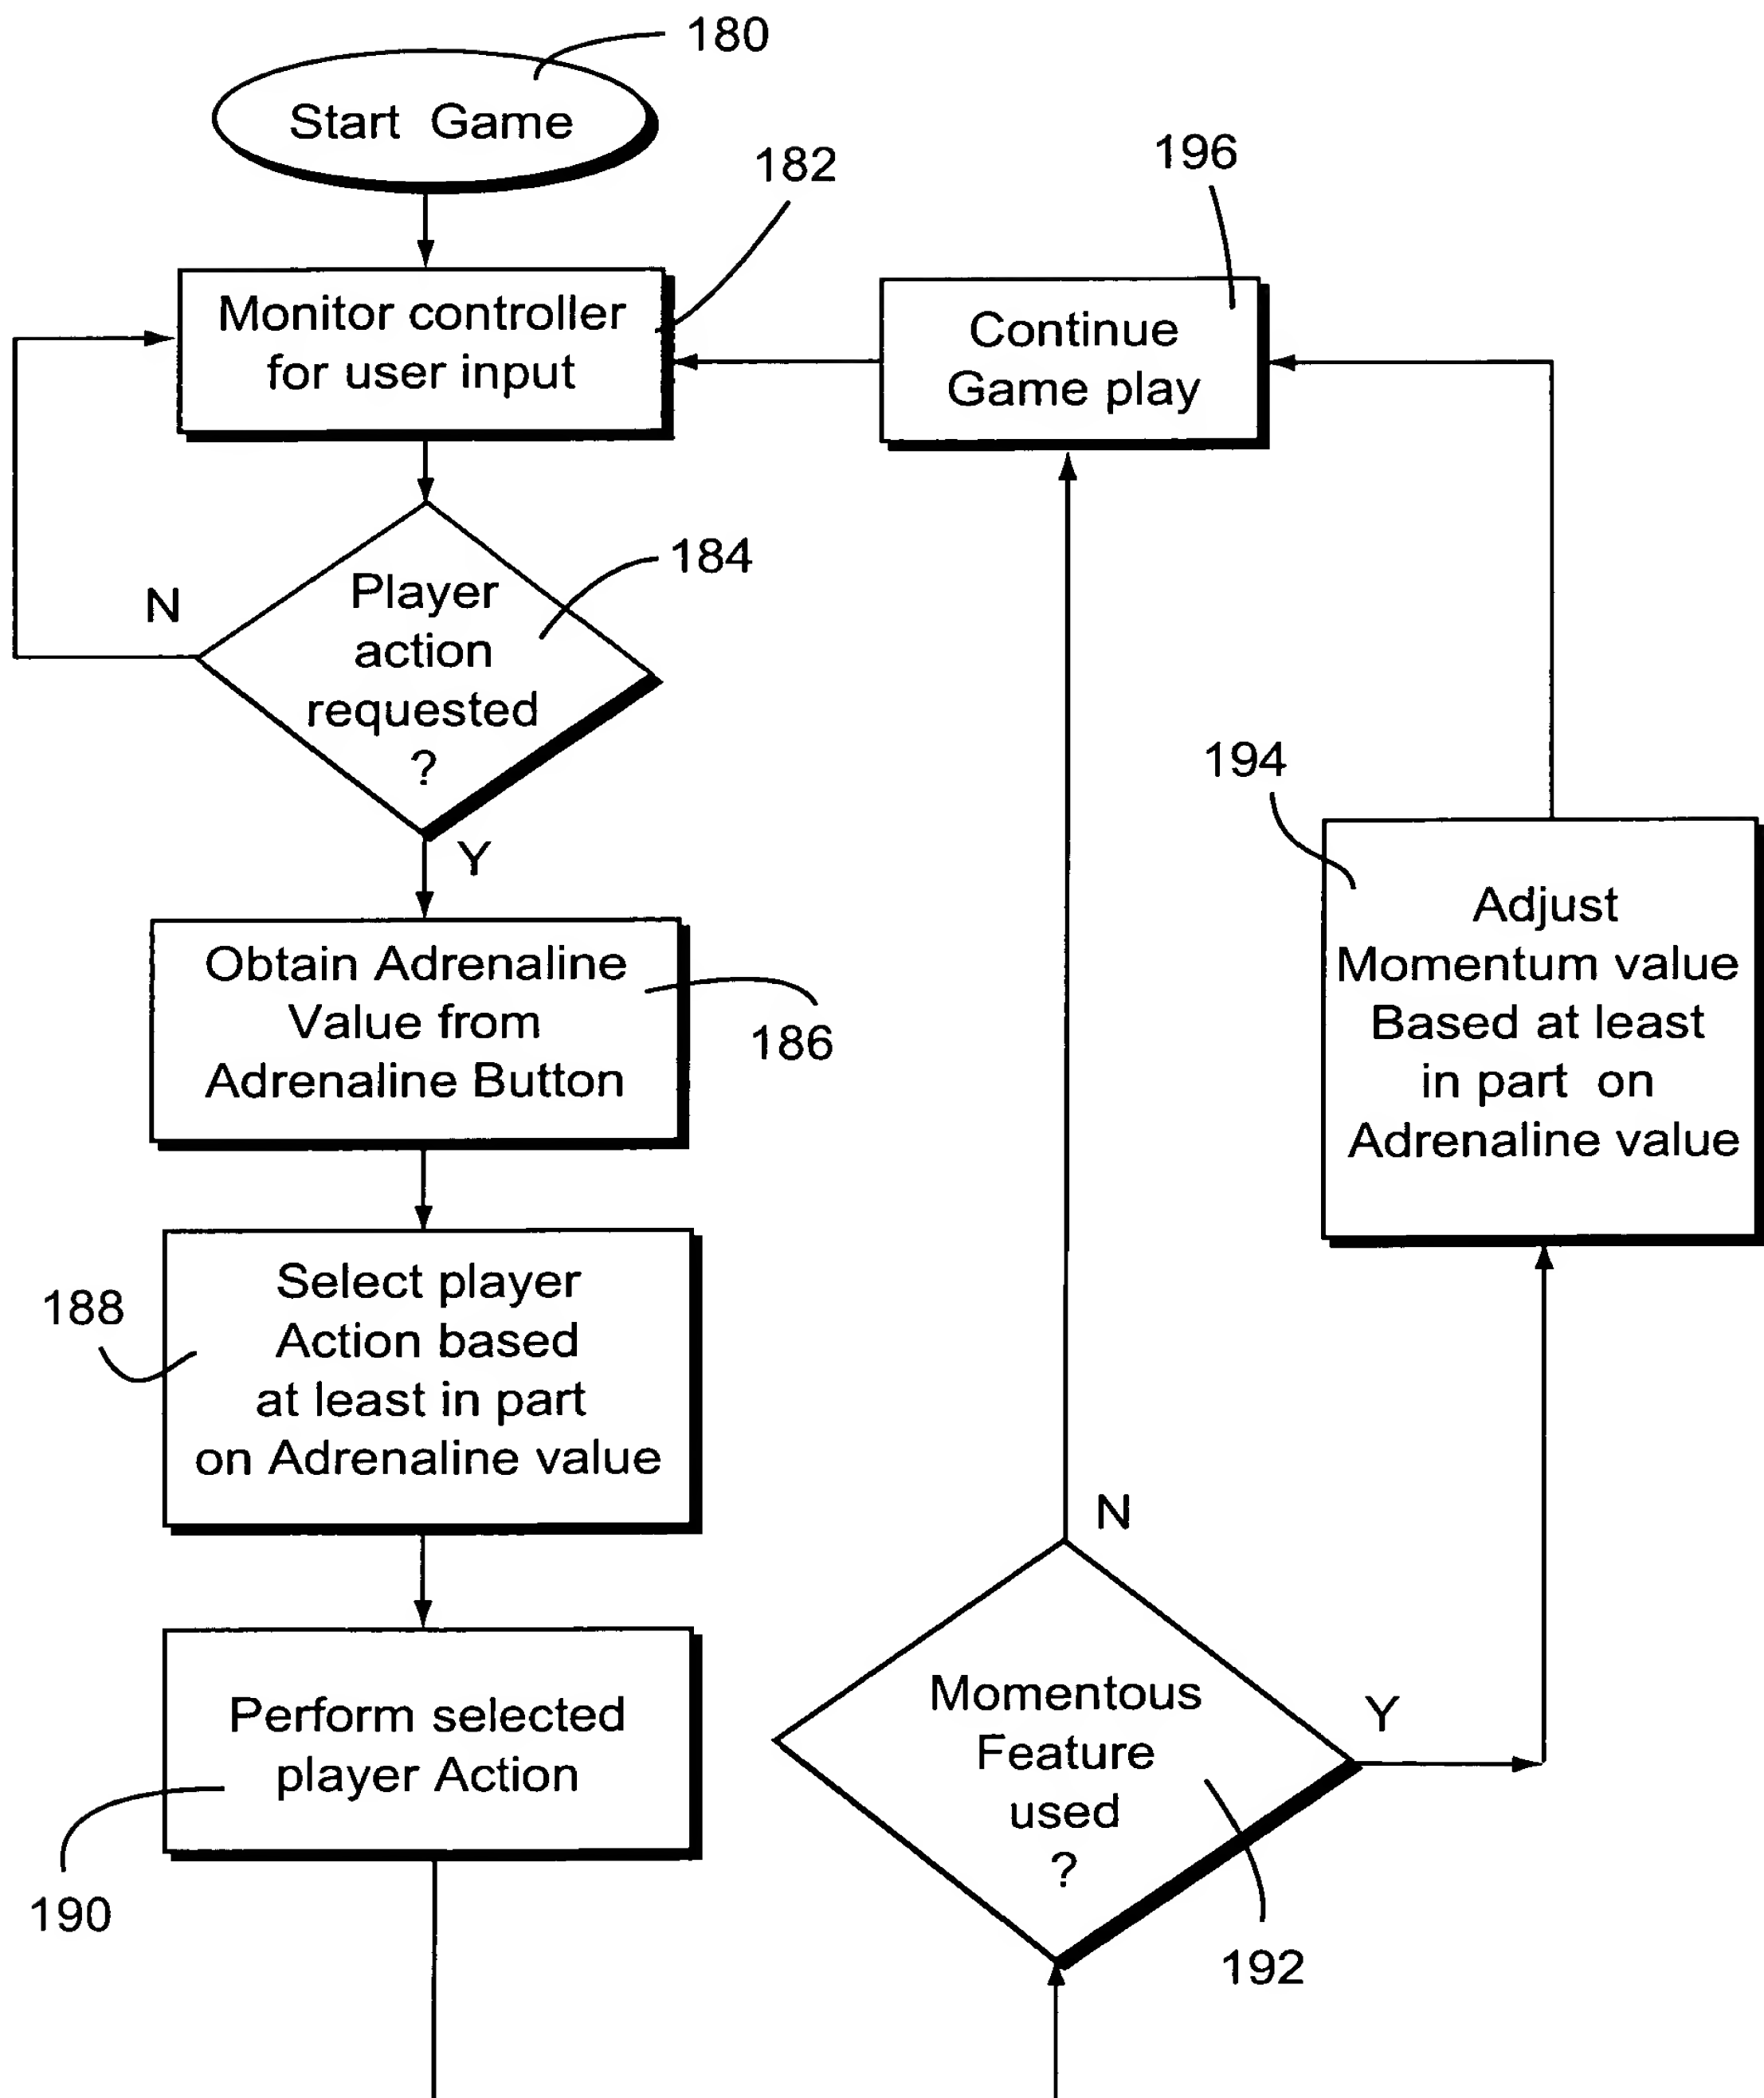 180
Start Game
182
Monitor controller
for user input
196
Continue
Game play
184
Player
action
requested
?
N
Y
186
Obtain Adrenaline
Value from
Adrenaline Button
188
Select player
Action based
at least in part
on Adrenaline value
190
Perform selected
player Action
192
Momentous
Feature
used
?
N
Y
194
Adjust
Momentum value
Based at least
in part on
Adrenaline value